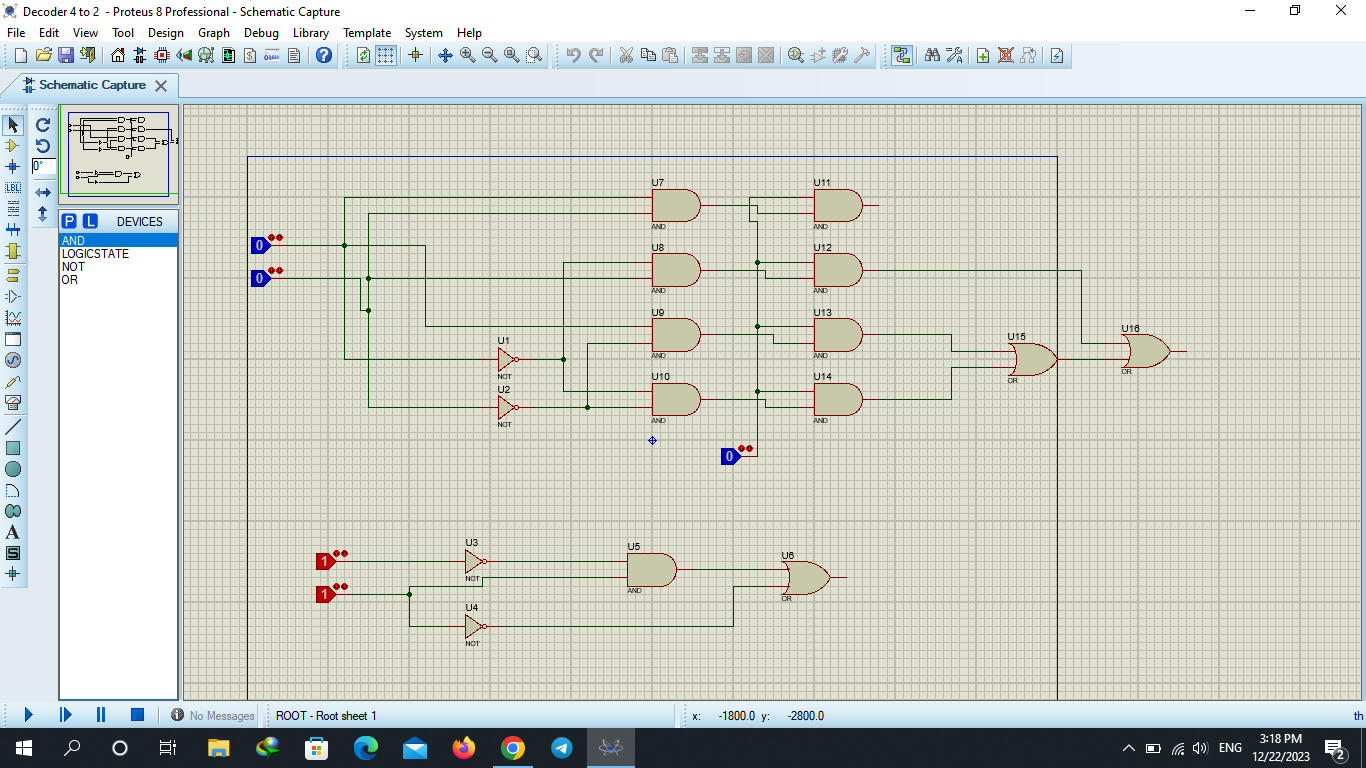 Decoder 4 to 2 - Proteus 8 Professional - Schematic Capture
File Edit View Tool Design Graph Debug Library Template System Help
Schematic Capture
0°
LBL
P L DEVICES
AND
LOGICSTATE
NOT
OR
A
S
U7
AND
U11
AND
0
0
U8
AND
U12
AND
U9
AND
U13
AND
U15
OR
U16
OR
U1
NOT
U10
AND
U14
AND
U2
NOT
0
1
1
U3
NOT
U5
AND
U6
OR
U4
NOT
No Messages
ROOT - Root sheet 1
x: -1800.0 y: -2800.0
th
ENG
3:18 PM
12/22/2023
2